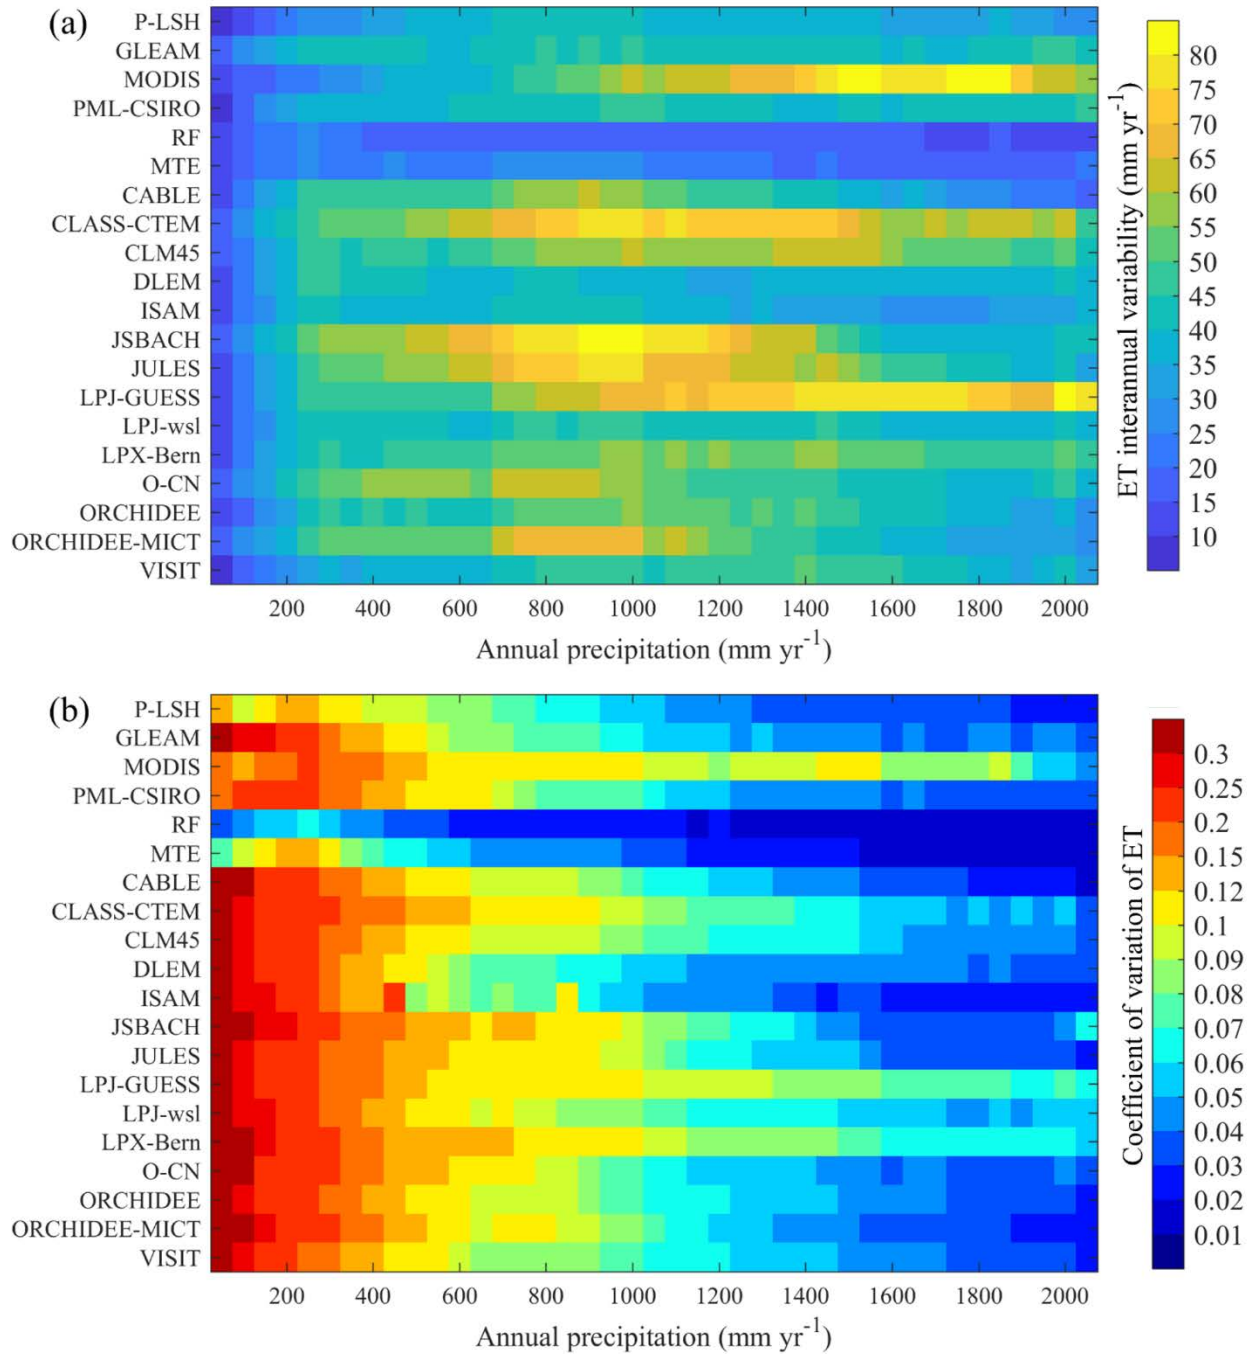 (a)
P-LSH
GLEAM
MODIS
PML-CSIRO
RF
MTE
CABLE
CLASS-CTEM
CLM45
DLEM
ISAM
JSBACH
JULES
LPJ-GUESS
LPJ-wsl
LPX-Bern
O-CN
ORCHIDEE
ORCHIDEE-MICT
VISIT
200 400 600 800 1000 1200 1400 1600 1800 2000
Annual precipitation (mm yr⁻¹)
ET interannual variability (mm yr⁻¹)
80
75
70
65
60
55
50
45
40
35
30
25
20
15
10
(b)
P-LSH
GLEAM
MODIS
PML-CSIRO
RF
MTE
CABLE
CLASS-CTEM
CLM45
DLEM
ISAM
JSBACH
JULES
LPJ-GUESS
LPJ-wsl
LPX-Bern
O-CN
ORCHIDEE
ORCHIDEE-MICT
VISIT
200 400 600 800 1000 1200 1400 1600 1800 2000
Annual precipitation (mm yr⁻¹)
Coefficient of variation of ET
0.3
0.25
0.2
0.15
0.12
0.1
0.09
0.08
0.07
0.06
0.05
0.04
0.03
0.02
0.01